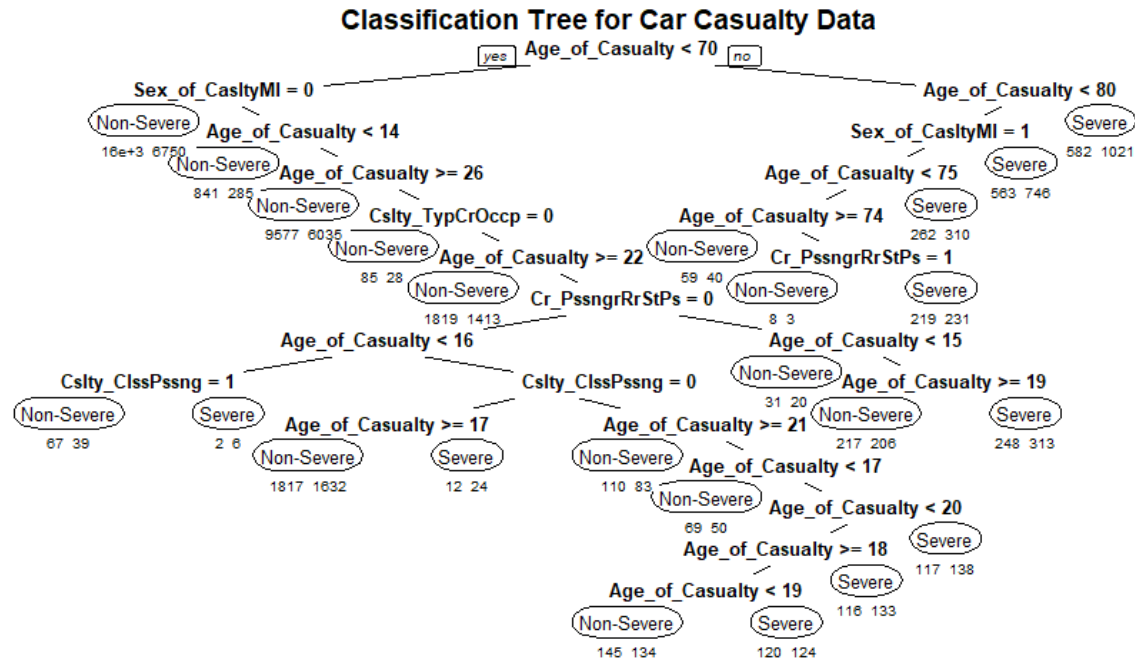 Classification Tree for Car Casualty Data
yes Age_of_Casualty < 70 no
Sex_of_CasltyMl = 0
Age_of_Casualty < 80
Non-Severe
16e+3 6750
Age_of_Casualty < 14
Sex_of_CasltyMl = 1
Severe
582 1021
Non-Severe
841 285
Age_of_Casualty >= 26
Age_of_Casualty < 75
Severe
563 746
Non-Severe
9577 6035
Cslty_TypCrOccp = 0
Age_of_Casualty >= 74
Severe
262 310
Non-Severe
85 28
Age_of_Casualty >= 22
Non-Severe
59 40
Cr_PssngrRrStPs = 1
Non-Severe
1819 1413
Cr_PssngrRrStPs = 0
Non-Severe
8 3
Severe
219 231
Age_of_Casualty < 16
Age_of_Casualty < 15
Cslty_ClssPssng = 1
Cslty_ClssPssng = 0
Non-Severe
31 20
Age_of_Casualty >= 19
Non-Severe
67 39
Severe
2 6
Age_of_Casualty >= 17
Age_of_Casualty >= 21
Non-Severe
217 206
Severe
248 313
Non-Severe
1817 1632
Severe
12 24
Non-Severe
110 83
Age_of_Casualty < 17
Non-Severe
69 50
Age_of_Casualty < 20
Age_of_Casualty >= 18
Severe
117 138
Age_of_Casualty < 19
Severe
116 133
Non-Severe
145 134
Severe
120 124